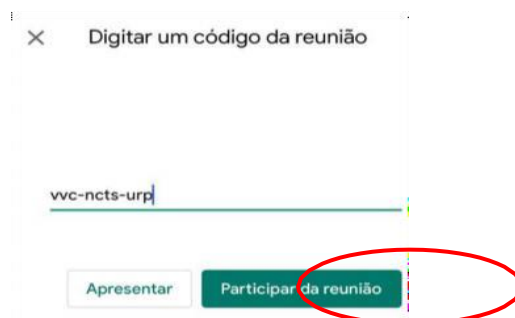 Digitar um código da reunião
vvc-ncts-urp
Apresentar
Participar da reunião